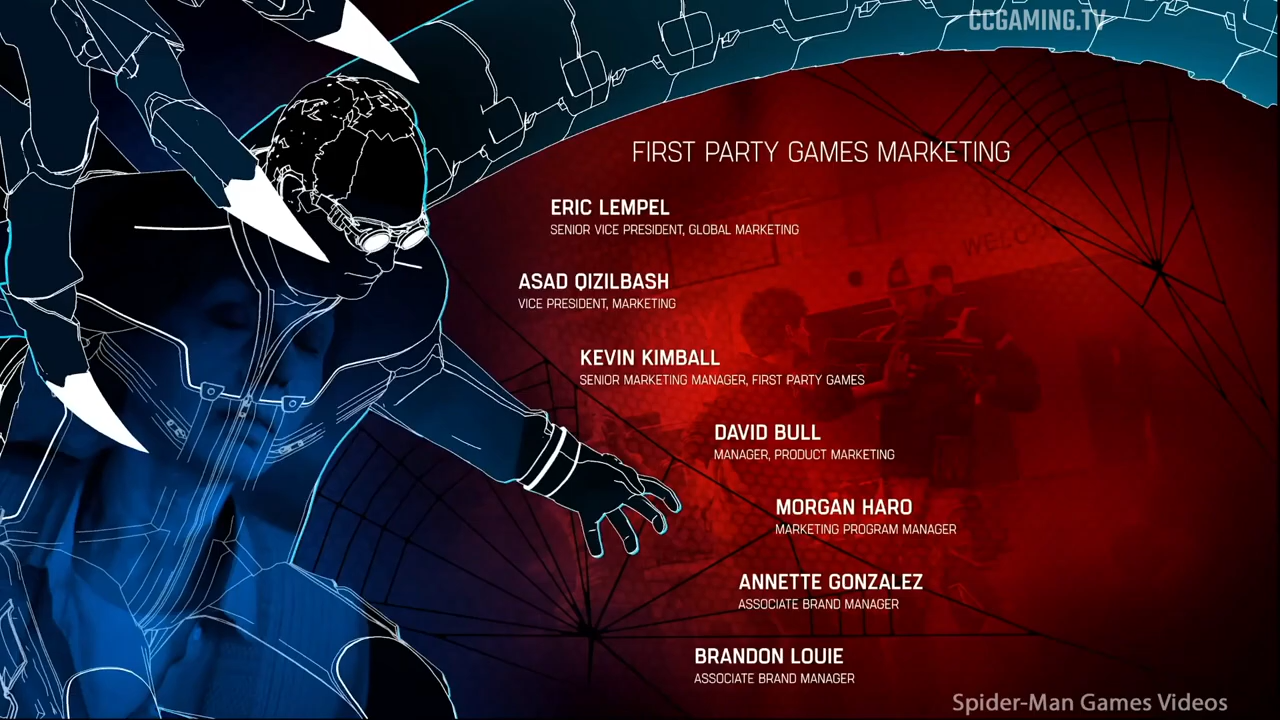 CCGAMING.TV
FIRST PARTY GAMES MARKETING
ERIC LEMPEL
SENIOR VICE PRESIDENT, GLOBAL MARKETING
ASAD QIZILBASH
VICE PRESIDENT, MARKETING
KEVIN KIMBALL
SENIOR MARKETING MANAGER, FIRST PARTY GAMES
DAVID BULL
MANAGER, PRODUCT MARKETING
MORGAN HARO
MARKETING PROGRAM MANAGER
ANNETTE GONZALEZ
ASSOCIATE BRAND MANAGER
BRANDON LOUIE
ASSOCIATE BRAND MANAGER
Spider-Man Games Videos